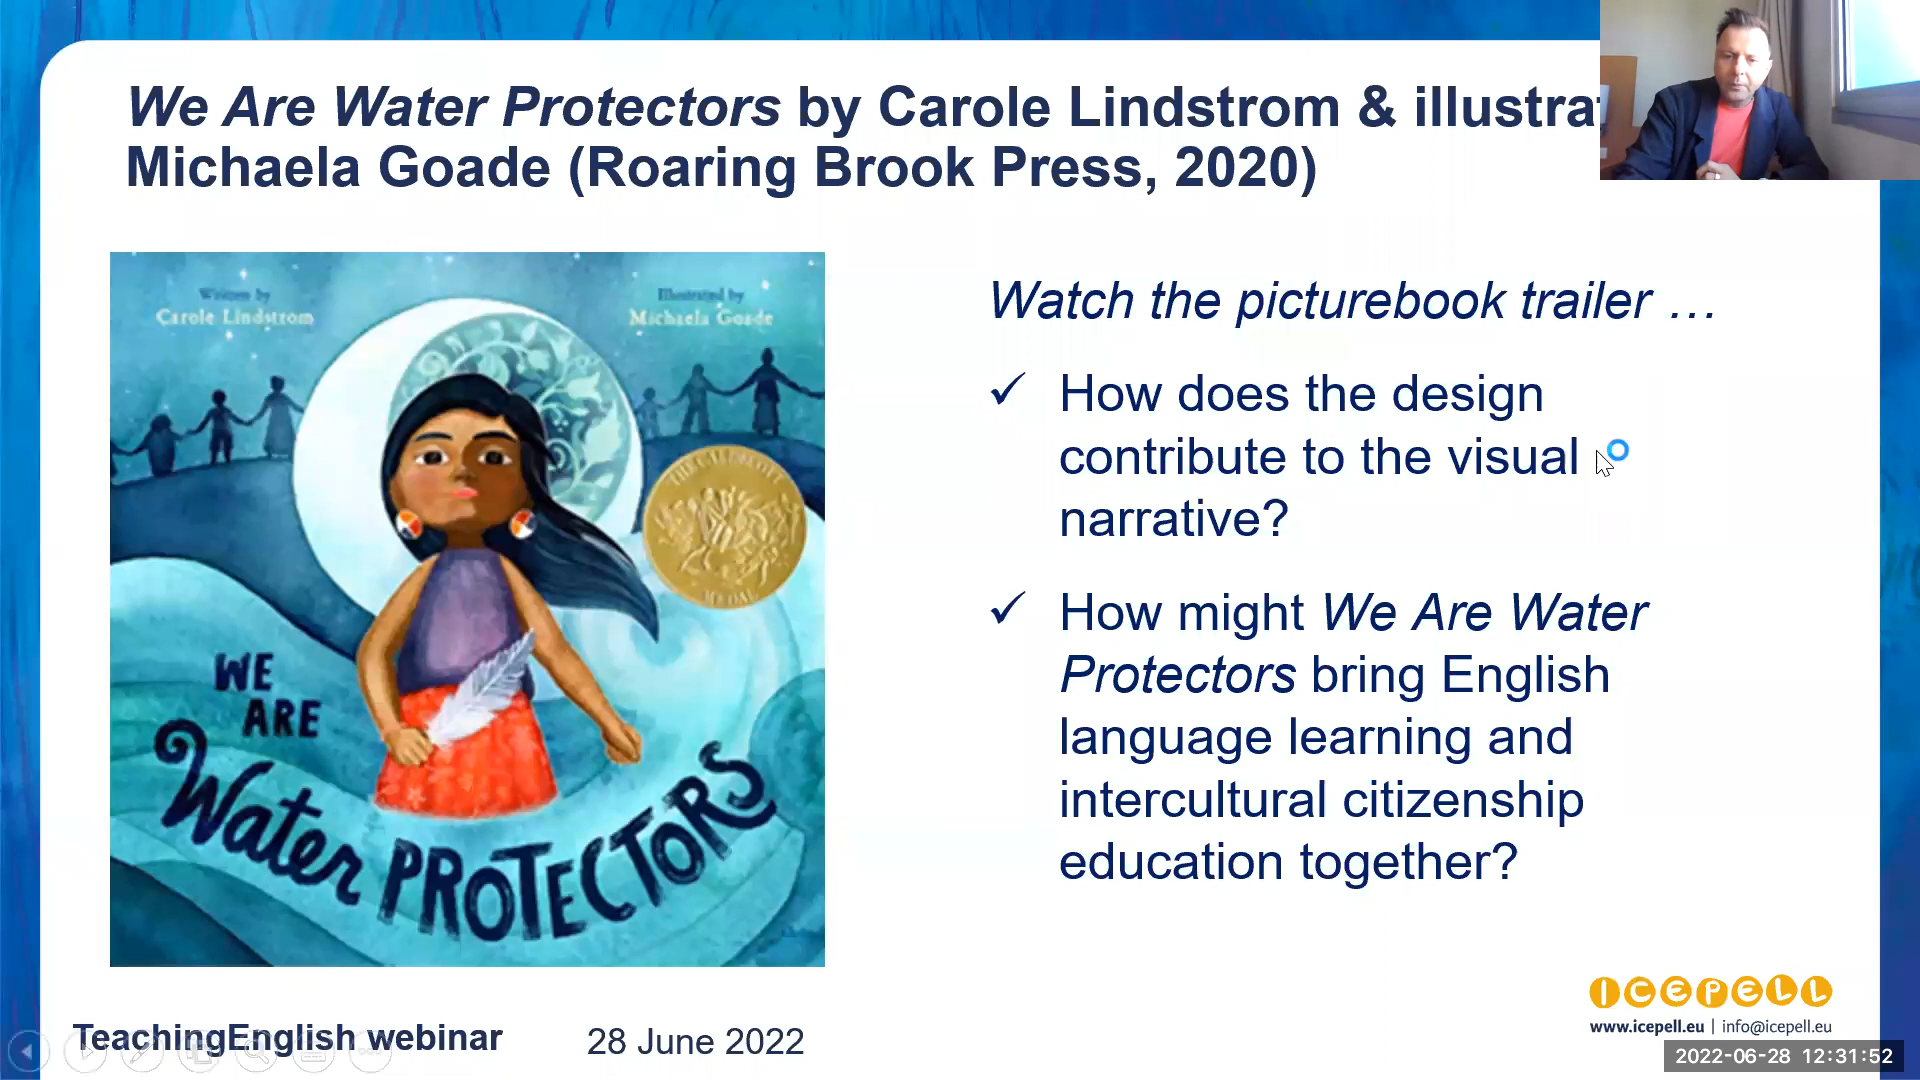 We Are Water Protectors by Carole Lindstrom & illustra
Michaela Goade (Roaring Brook Press, 2020)
Written by
Carole Lindstrom
Illustrated by
Michaela Goade
THE CALDECOTT
MEDAL
WE
ARE
Water PROTECTORS
Watch the picturebook trailer …
✓ How does the design
contribute to the visual
narrative?
✓ How might We Are Water
Protectors bring English
language learning and
intercultural citizenship
education together?
ICEPELL
www.icepell.eu | info@icepell.eu
TeachingEnglish webinar
28 June 2022
2022-06-28 12:31:52